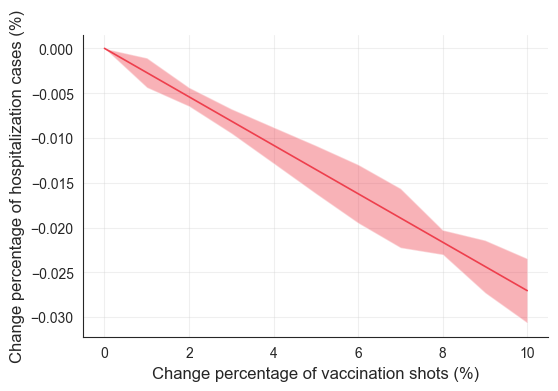 Change percentage of hospitalization cases (%)
0.000
−0.005
−0.010
−0.015
−0.020
−0.025
−0.030
0 2 4 6 8 10
Change percentage of vaccination shots (%)